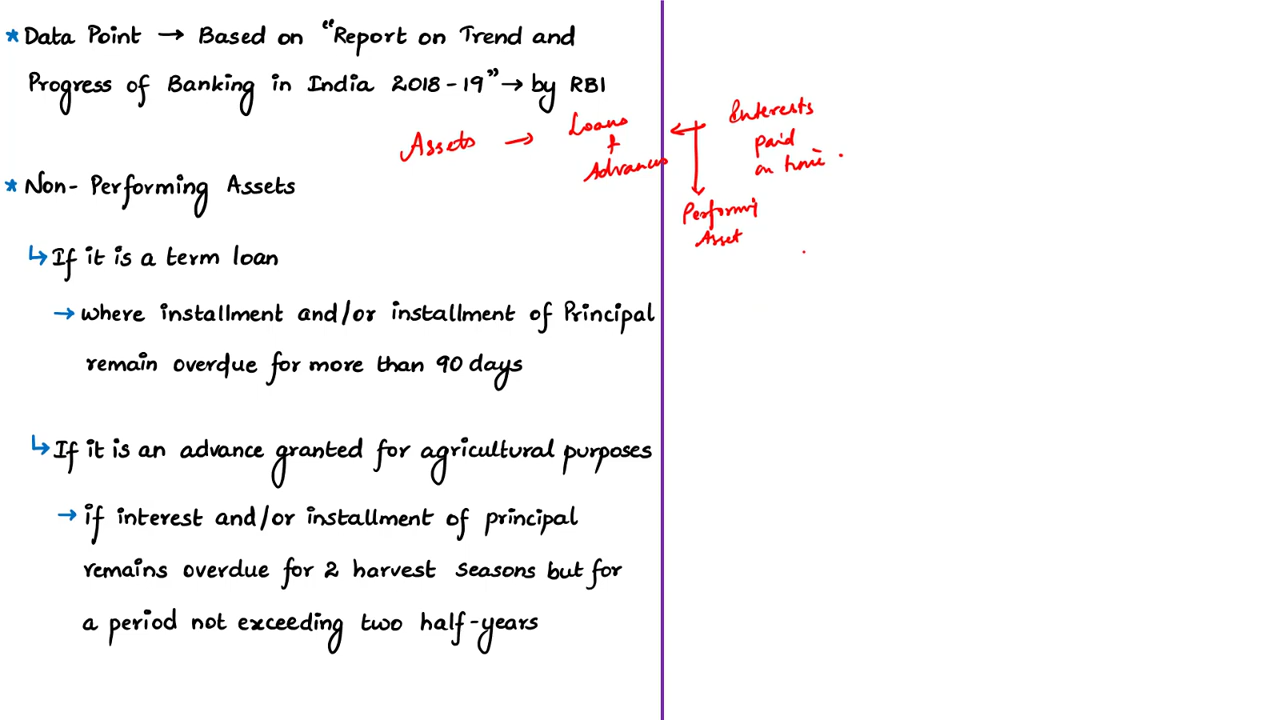 * Data Point → Based on "Report on Trend and
Progress of Banking in India 2018-19" → by RBI
Assets → Loans
+
Advances
← Interests
paid
on time.
Performing
Asset
* Non-Performing Assets
↳ If it is a term loan
→ where installment and/or installment of Principal
remain overdue for more than 90 days
↳ If it is an advance granted for agricultural purposes
→ if interest and/or installment of principal
remains overdue for 2 harvest seasons but for
a period not exceeding two half-years